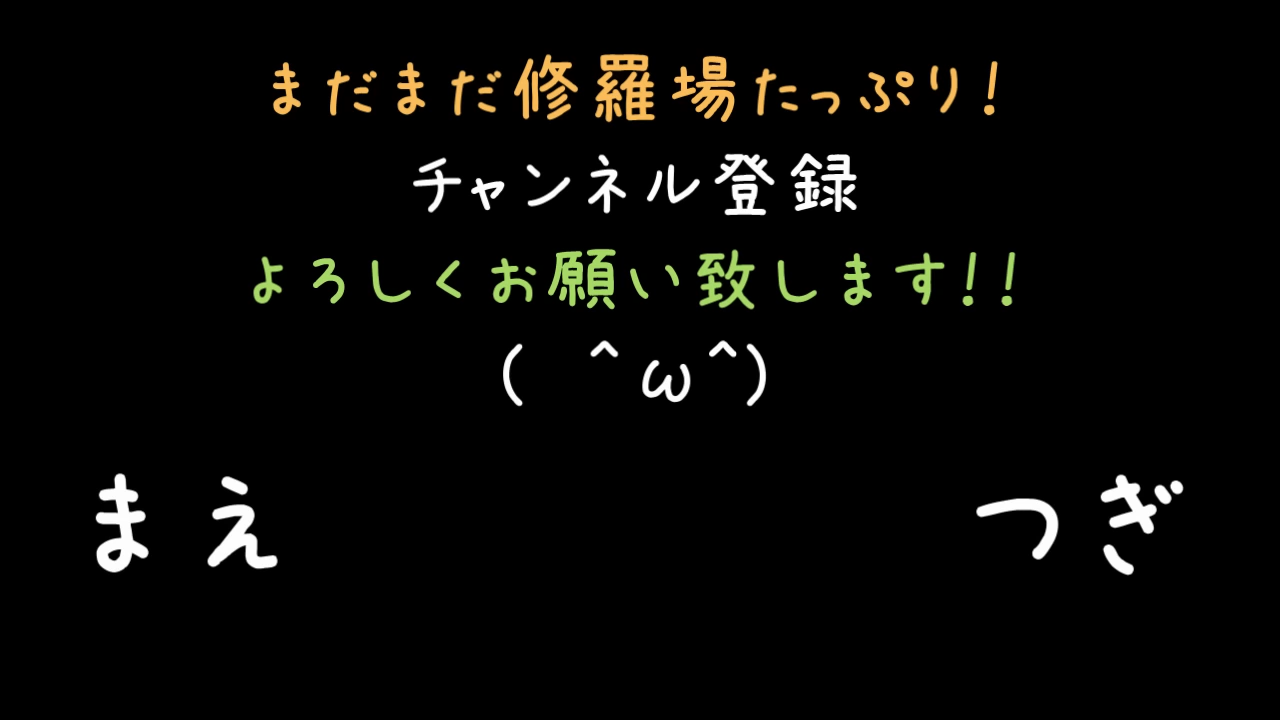 まだまだ修羅場たっぷり!
チャンネル登録
よろしくお願い致します!!
( ^ω^)
まえ つぎ